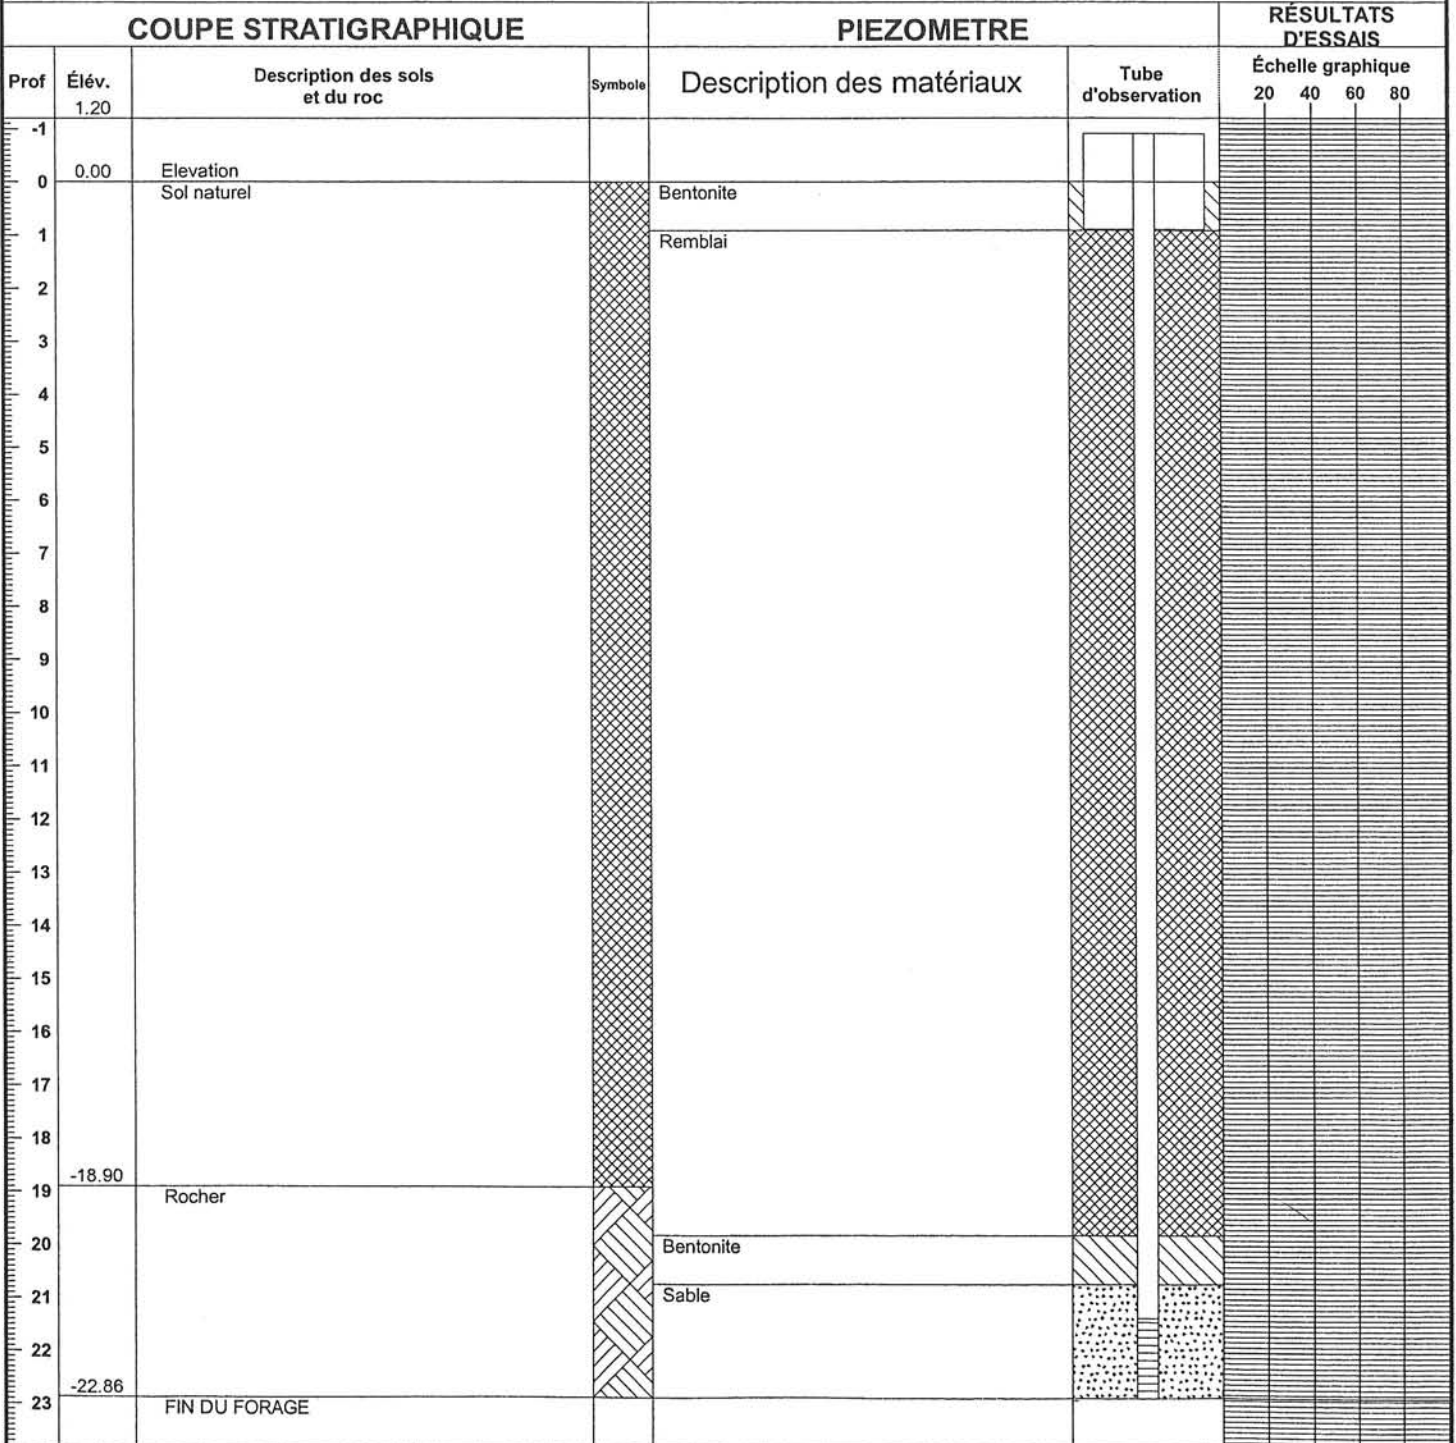 COUPE STRATIGRAPHIQUE
PIEZOMETRE
RÉSULTATS
D'ESSAIS
Prof
Élév.
1.20
Description des sols
et du roc
Symbole
Description des matériaux
Tube
d'observation
Échelle graphique
20 40 60 80
-1
0.00 Elevation
0
Sol naturel
Bentonite
1
Remblai
2
3
4
5
6
7
8
9
10
11
12
13
14
15
16
17
18
-18.90
19
Rocher
20
Bentonite
21
Sable
22
-22.86
23
FIN DU FORAGE